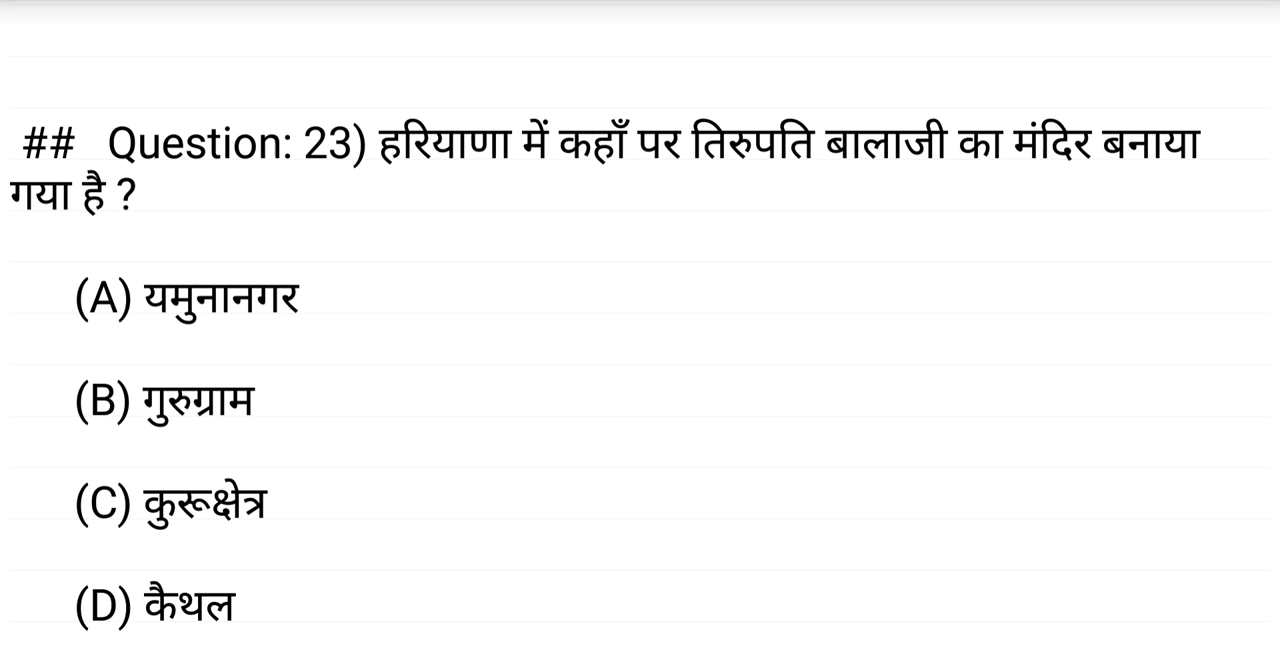 ## Question: 23) हरियाणा में कहाँ पर तिरुपति बालाजी का मंदिर बनाया
गया है ?
(A) यमुनानगर
(B) गुरुग्राम
(C) कुरूक्षेत्र
(D) कैथल